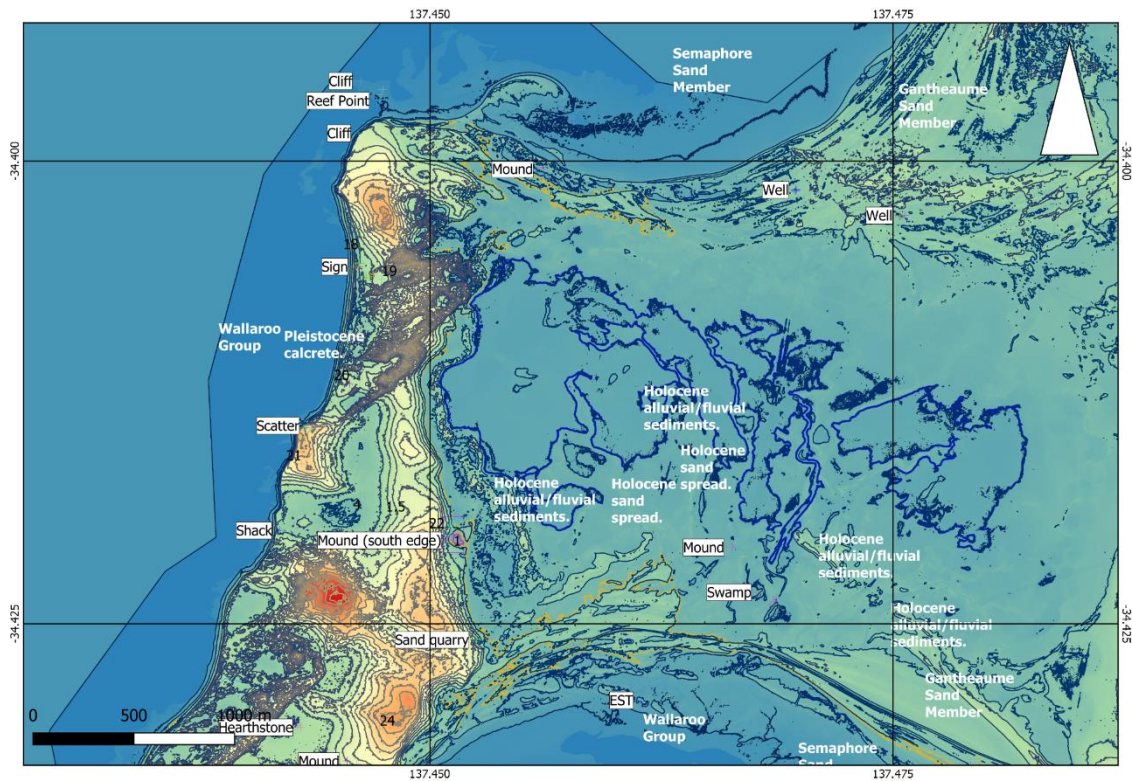 137.450
137.475
Semaphore
Sand
Member
Cliff
Reef Point
Gantheaume
Sand
Member
Cliff
-34.400
-34.400
Mound
Well
Well
18
Sign
19
Wallaroo
Group
Pleistocene
calcrete.
20
Holocene
alluvial/fluvial
sediments.
Scatter
21
Holocene
sand
spread.
Holocene
alluvial/fluvial
sediments.
Holocene
sand
spread.
4
1.5
22
Shack
Mound (south edge)
1
Mound
Holocene
alluvial/fluvial
sediments.
Swamp
Holocene
alluvial/fluvial
sediments.
-34.425
-34.425
Sand quarry
Gantheaume
Sand
Member
EST
Wallaroo
Group
24
0
500
1000 m
Hearthstone
Semaphore
Sand
Mound
137.450
137.475